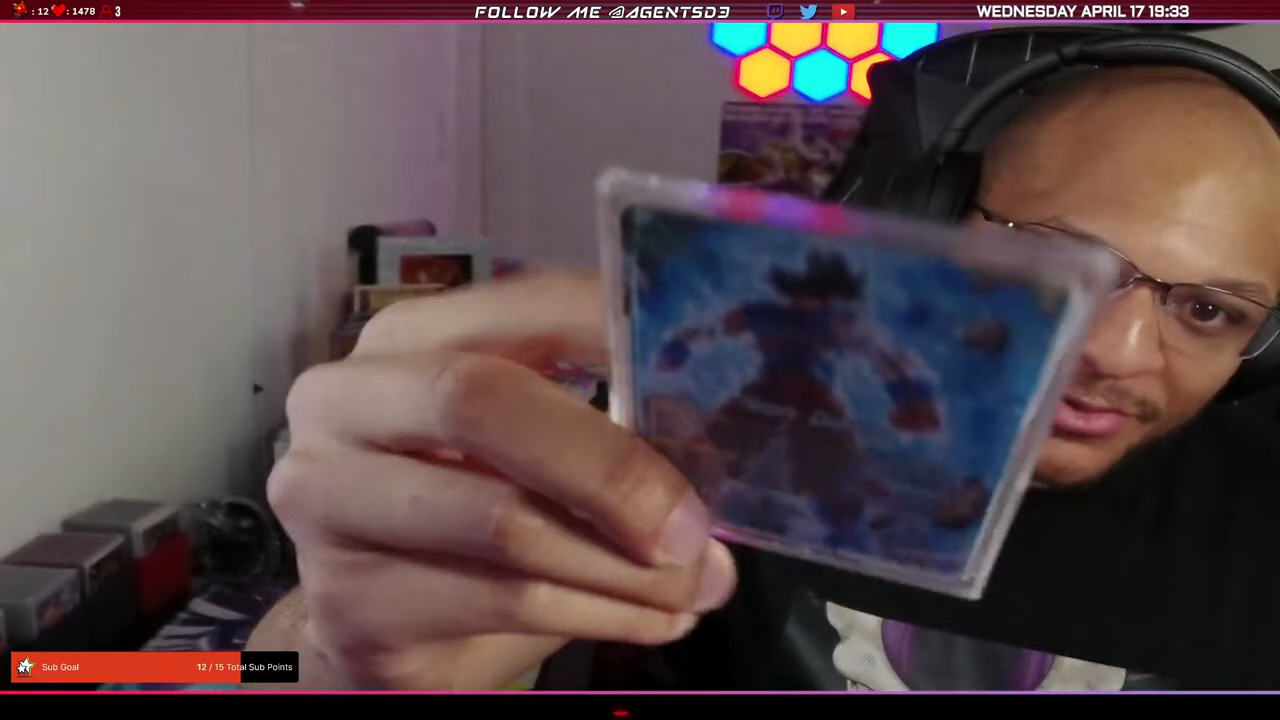 : 12 : 1478 3
FOLLOW ME @AGENTSD3
WEDNESDAY APRIL 17 19:33
Sub Goal
12 / 15 Total Sub Points